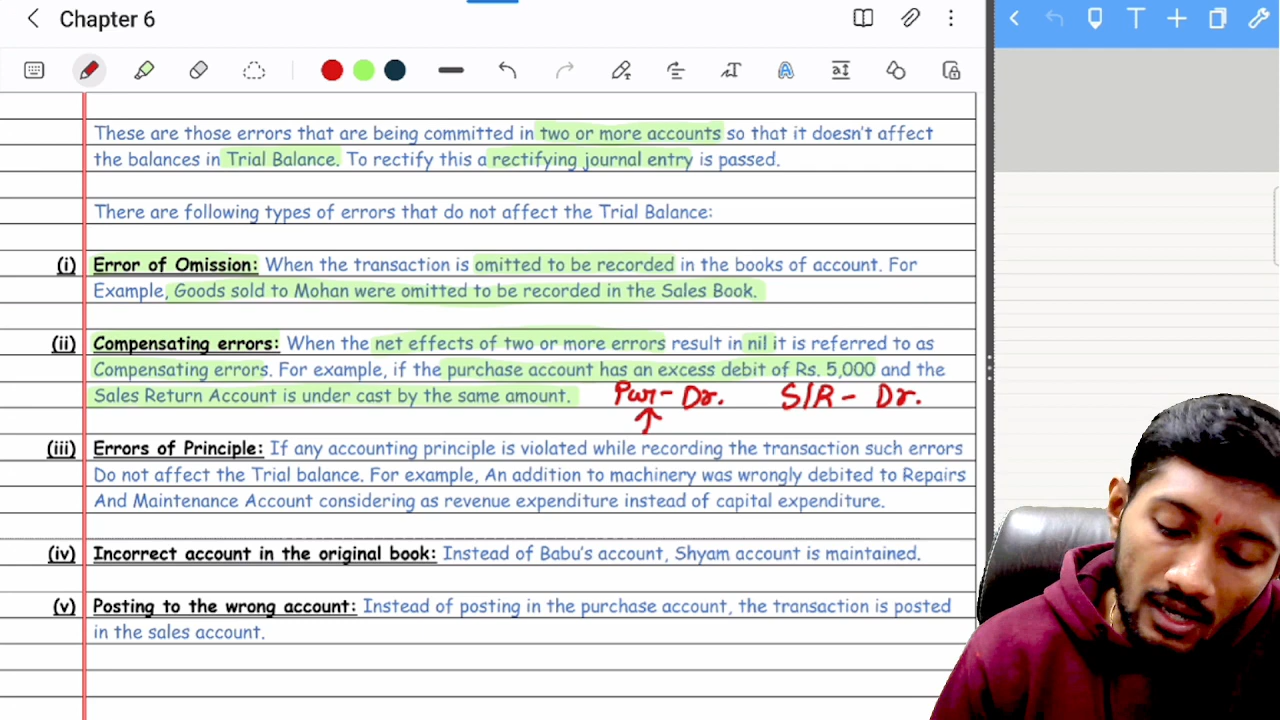 Chapter 6
These are those errors that are being committed in two or more accounts so that it doesn't affect
the balances in Trial Balance. To rectify this a rectifying journal entry is passed.
There are following types of errors that do not affect the Trial Balance:
(i) Error of Omission: When the transaction is omitted to be recorded in the books of account. For
Example, Goods sold to Mohan were omitted to be recorded in the Sales Book.
(ii) Compensating errors: When the net effects of two or more errors result in nil it is referred to as
Compensating errors. For example, if the purchase account has an excess debit of Rs. 5,000 and the
Sales Return Account is under cast by the same amount. Pur - Dr. S/R - Dr.
(iii) Errors of Principle: If any accounting principle is violated while recording the transaction such errors
Do not affect the Trial balance. For example, An addition to machinery was wrongly debited to Repairs
And Maintenance Account considering as revenue expenditure instead of capital expenditure.
(iv) Incorrect account in the original book: Instead of Babu's account, Shyam account is maintained.
(v) Posting to the wrong account: Instead of posting in the purchase account, the transaction is posted
in the sales account.